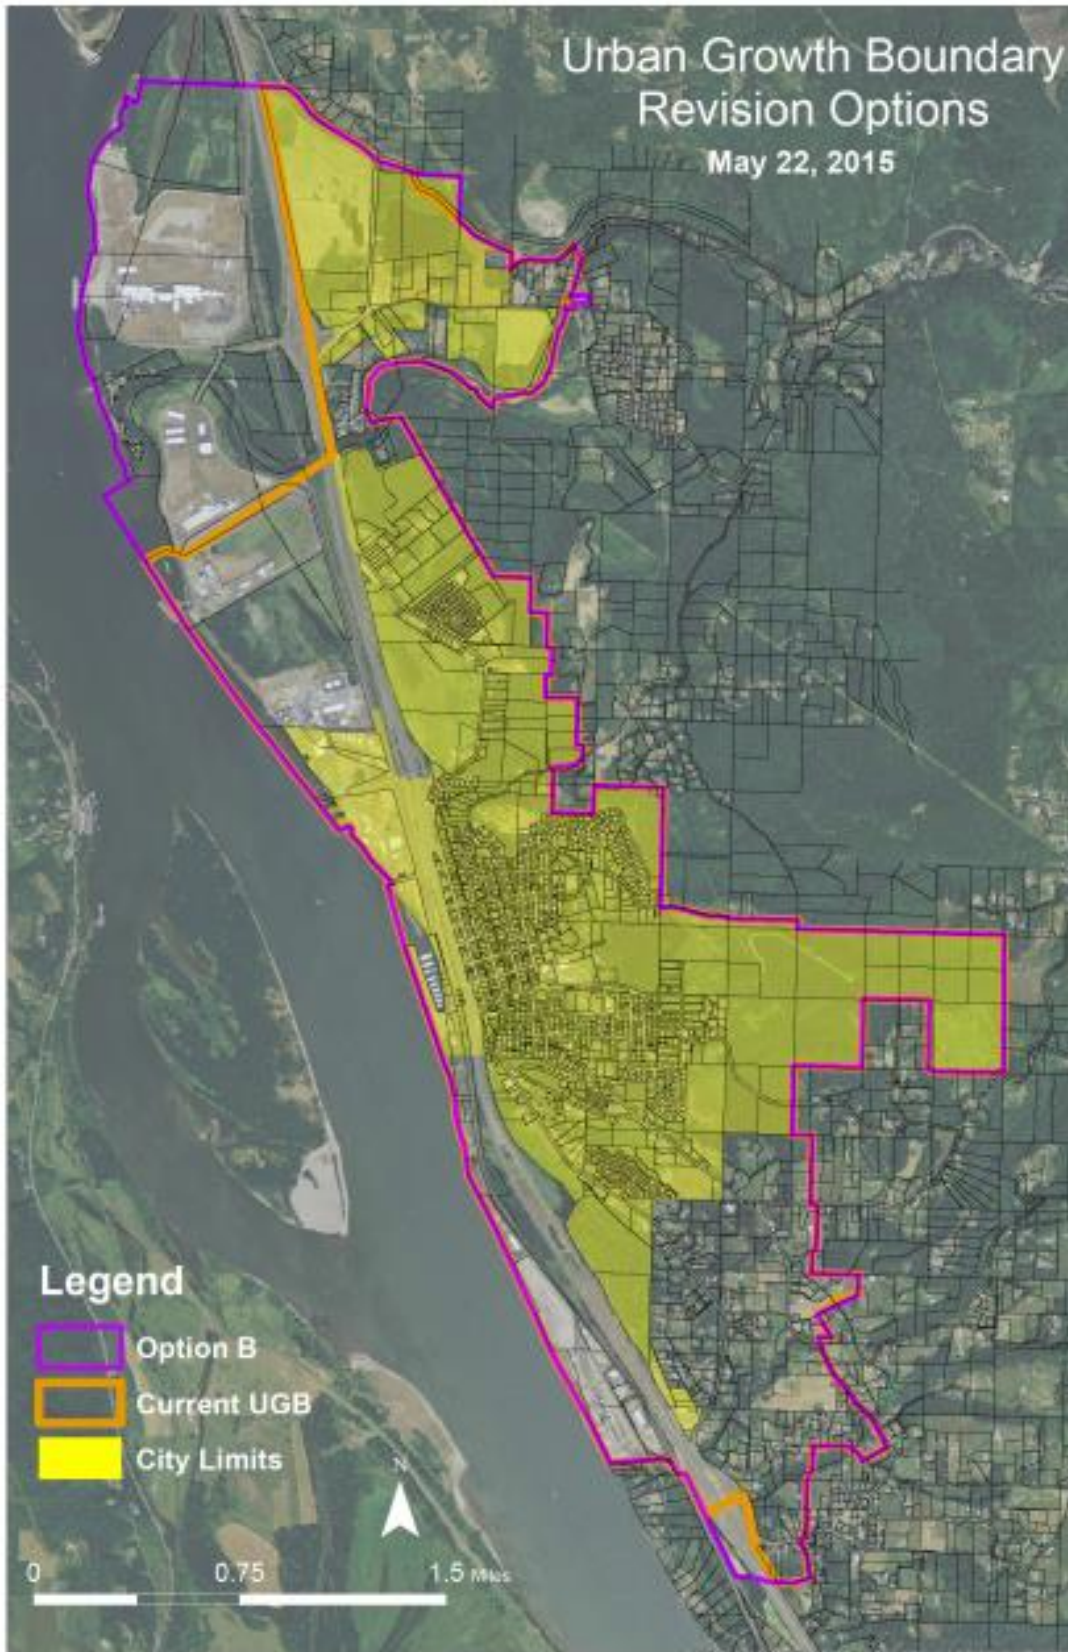 Urban Growth Boundary
Revision Options
May 22, 2015
Legend
Option B
Current UGB
City Limits
N
0 0.75 1.5 Miles